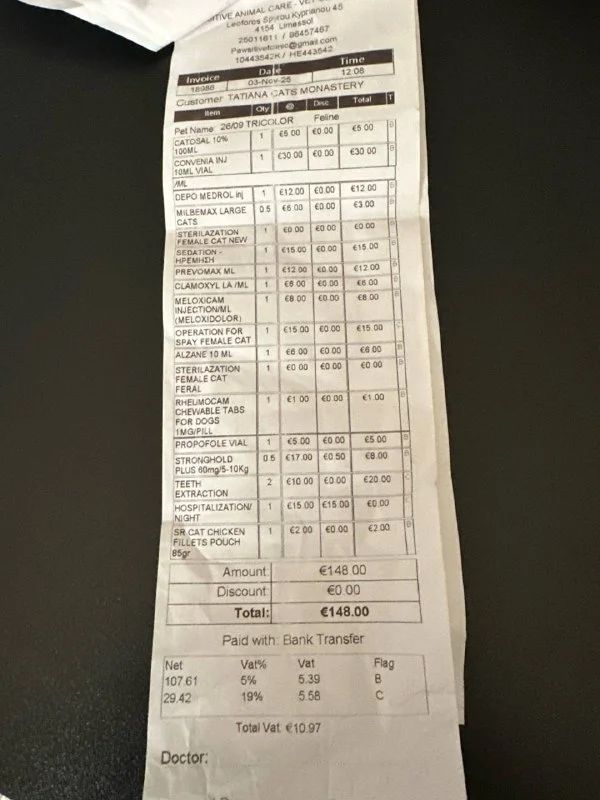 ITIVE ANIMAL CARE - VET
Leoforos Spyrou Kyprianou 45
4154 Limassol
25011611 / 96457467
Pawsitivetclinic@gmail.com
10443542K / HE443542
Invoice Date Time
18988 03-Nov-25 12:08
Customer TATIANA CATS MONASTERY
Item Qty @ Disc Total T
Pet Name: 26/09 TRICOLOR Feline
CATOSAL 10% 1 €5.00 €0.00 €5.00 B
100ML
CONVENIA INJ 1 €30.00 €0.00 €30.00 B
10ML VIAL
/ML
DEPO MEDROL inj 1 €12.00 €0.00 €12.00 B
MILBEMAX LARGE 0.5 €6.00 €0.00 €3.00 B
CATS
STERILAZATION 1 €0.00 €0.00 €0.00 B
FEMALE CAT NEW
SEDATION - 1 €15.00 €0.00 €15.00 B
ΗΡΕΜΗΣΗ
PREVOMAX ML 1 €12.00 €0.00 €12.00 B
CLAMOXYL LA /ML 1 €0.00
MELOXICAM 1 €8.00 €0.00 €8.00 B
INJECTION/ML
(MELOXIDOLOR)
OPERATION FOR 1 €15.00 €0.00 €15.00 C
SPAY FEMALE CAT
ALZANE 10 ML 1 €6.00 €0.00 €6.00 B
STERILAZATION 1 €0.00 €0.00 €0.00 B
FEMALE CAT
FERAL
RHEUMOCAM 1 €1.00 €0.00 €1.00 B
CHEWABLE TABS
FOR DOGS
1MG/PILL
PROPOFOLE VIAL 1 €5.00 €0.00 €5.00 B
STRONGHOLD 0.5 €17.00 €0.50 €8.00 B
PLUS 60mg/5-10Kg
TEETH 2 €10.00 €0.00 €20.00 C
EXTRACTION
HOSPITALIZATION/ 1 €15.00 €15.00 €0.00 C
NIGHT
SR CAT CHICKEN 1 €2.00 €0.00 €2.00 B
FILLETS POUCH
85gr
Amount: €148.00
Discount: €0.00
Total: €148.00
Paid with: Bank Transfer
Net Vat% Vat Flag
107.61 5% 5.39 B
29.42 19% 5.58 C
Total Vat: €10.97
Doctor: